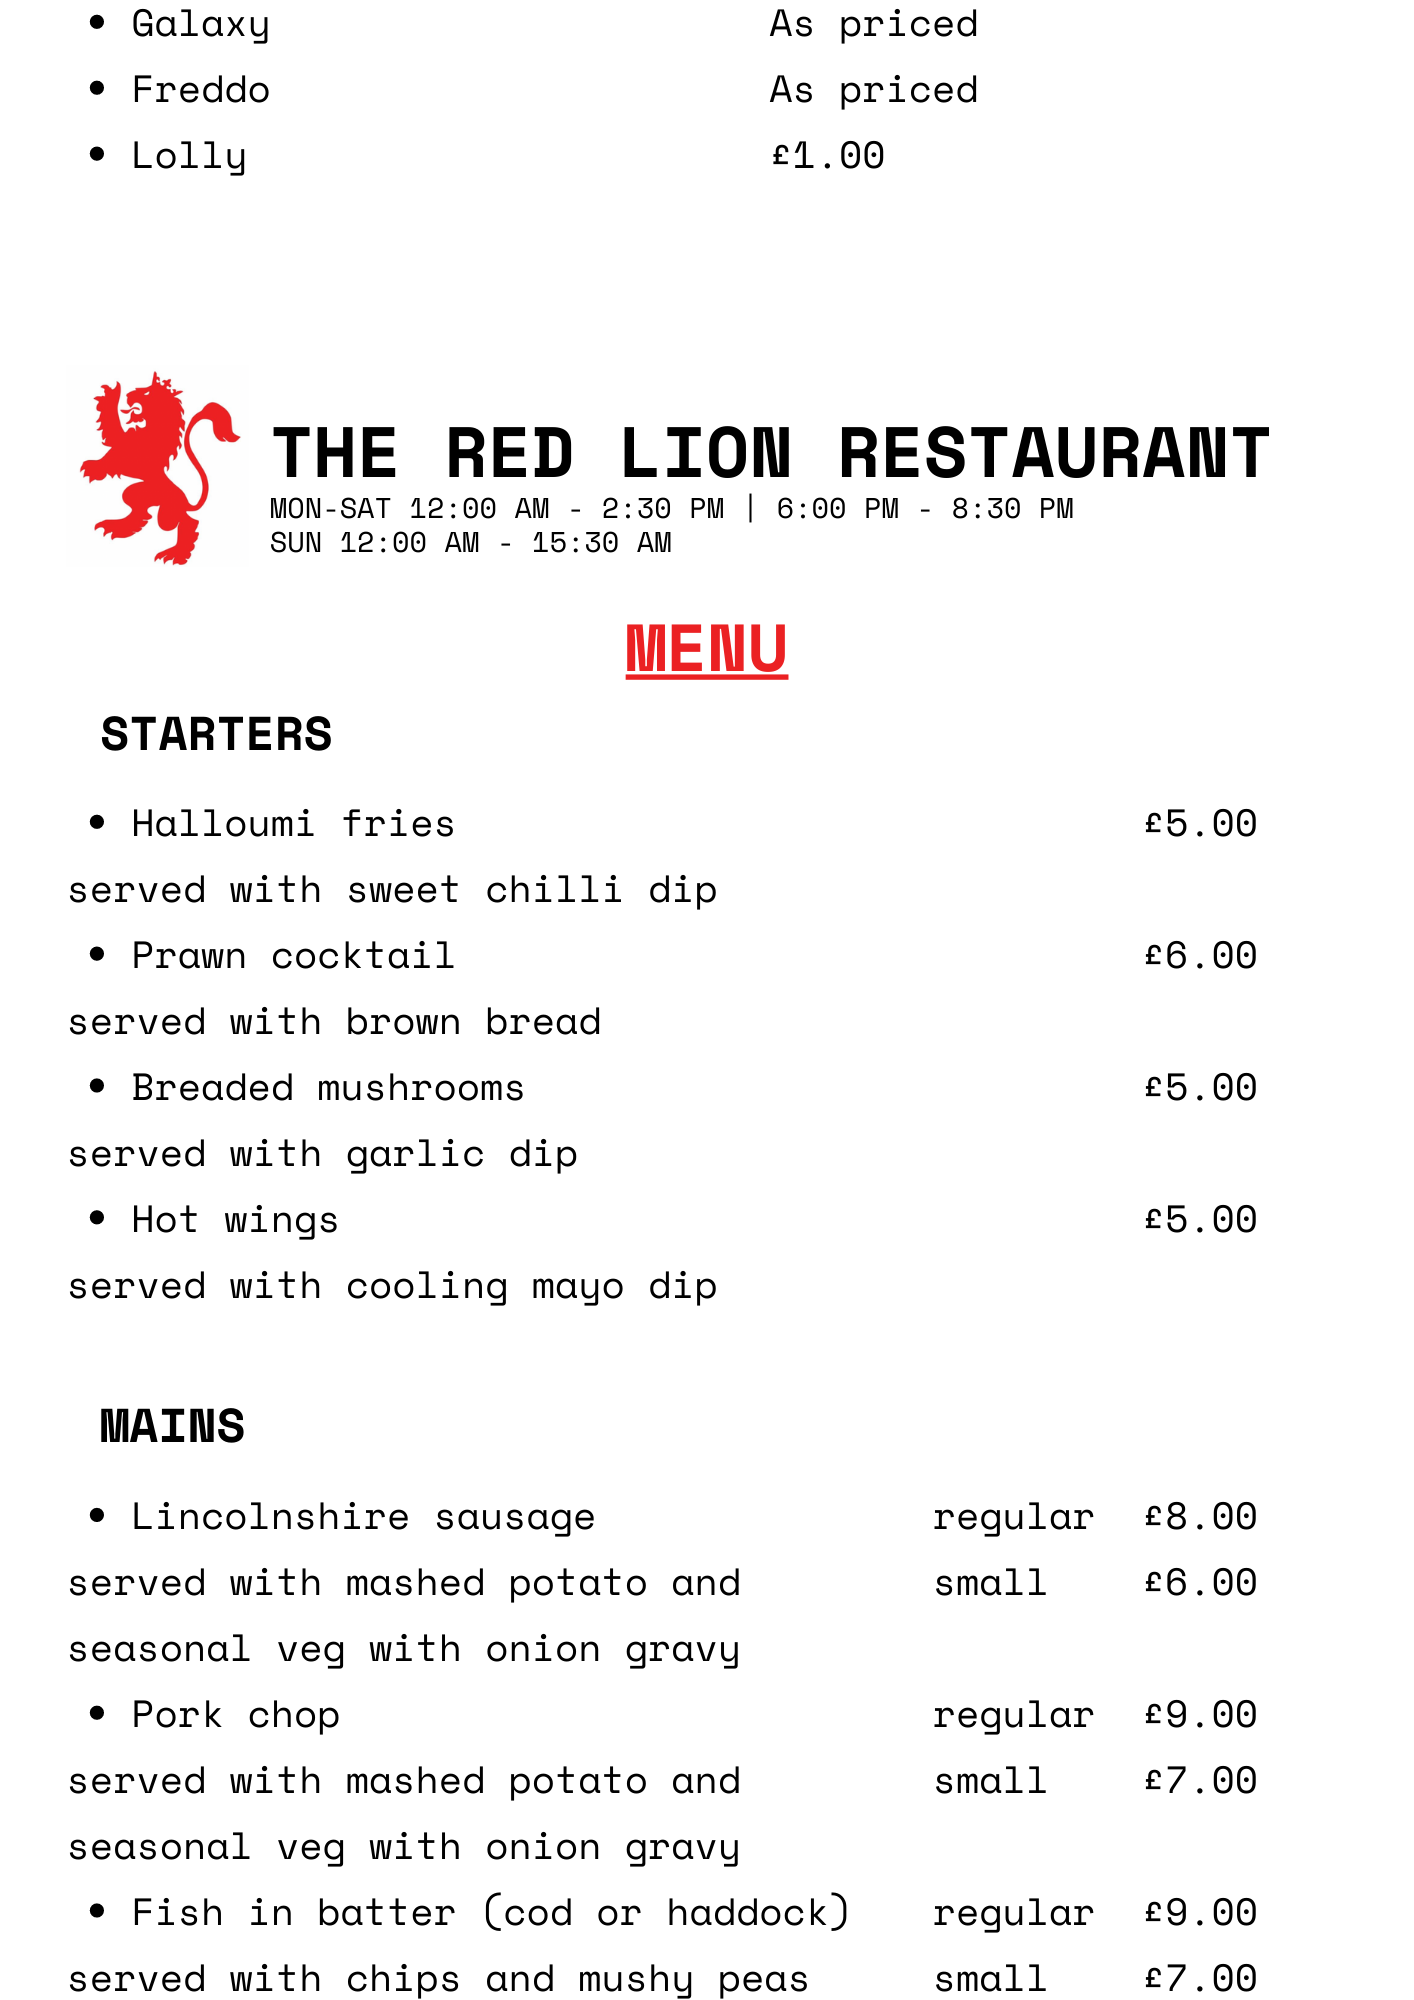 • Galaxy As priced
• Freddo As priced
• Lolly £1.00
THE RED LION RESTAURANT
MON-SAT 12:00 AM - 2:30 PM | 6:00 PM - 8:30 PM
SUN 12:00 AM - 15:30 AM
MENU
STARTERS
• Halloumi fries £5.00
served with sweet chilli dip
• Prawn cocktail £6.00
served with brown bread
• Breaded mushrooms £5.00
served with garlic dip
• Hot wings £5.00
served with cooling mayo dip
MAINS
• Lincolnshire sausage regular £8.00
served with mashed potato and small £6.00
seasonal veg with onion gravy
• Pork chop regular £9.00
served with mashed potato and small £7.00
seasonal veg with onion gravy
• Fish in batter (cod or haddock) regular £9.00
served with chips and mushy peas small £7.00